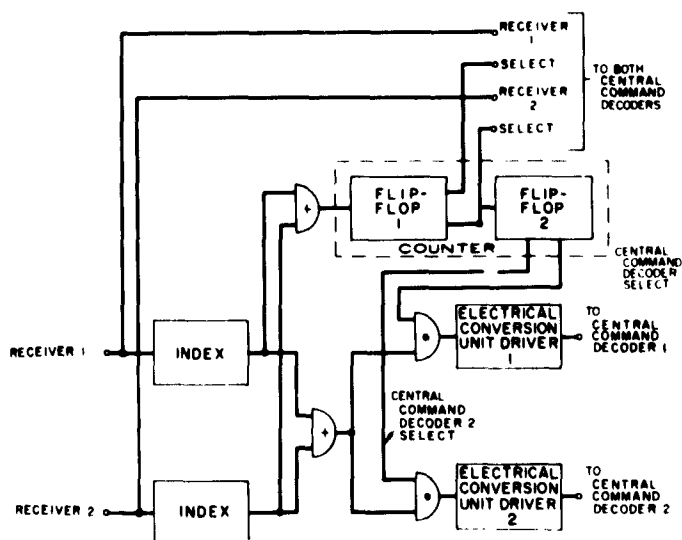 RECEIVER
1
SELECT
RECEIVER
2
SELECT
TO BOTH
CENTRAL
COMMAND
DECODERS
+
FLIP-
FLOP
1
FLIP-
FLOP
2
COUNTER
CENTRAL
COMMAND
DECODER
SELECT
RECEIVER 1
INDEX
•
ELECTRICAL
CONVERSION
UNIT DRIVER
1
TO
CENTRAL
COMMAND
DECODER 1
+
CENTRAL
COMMAND
DECODER 2
SELECT
RECEIVER 2
INDEX
•
ELECTRICAL
CONVERSION
UNIT DRIVER
2
TO
CENTRAL
COMMAND
DECODER 2